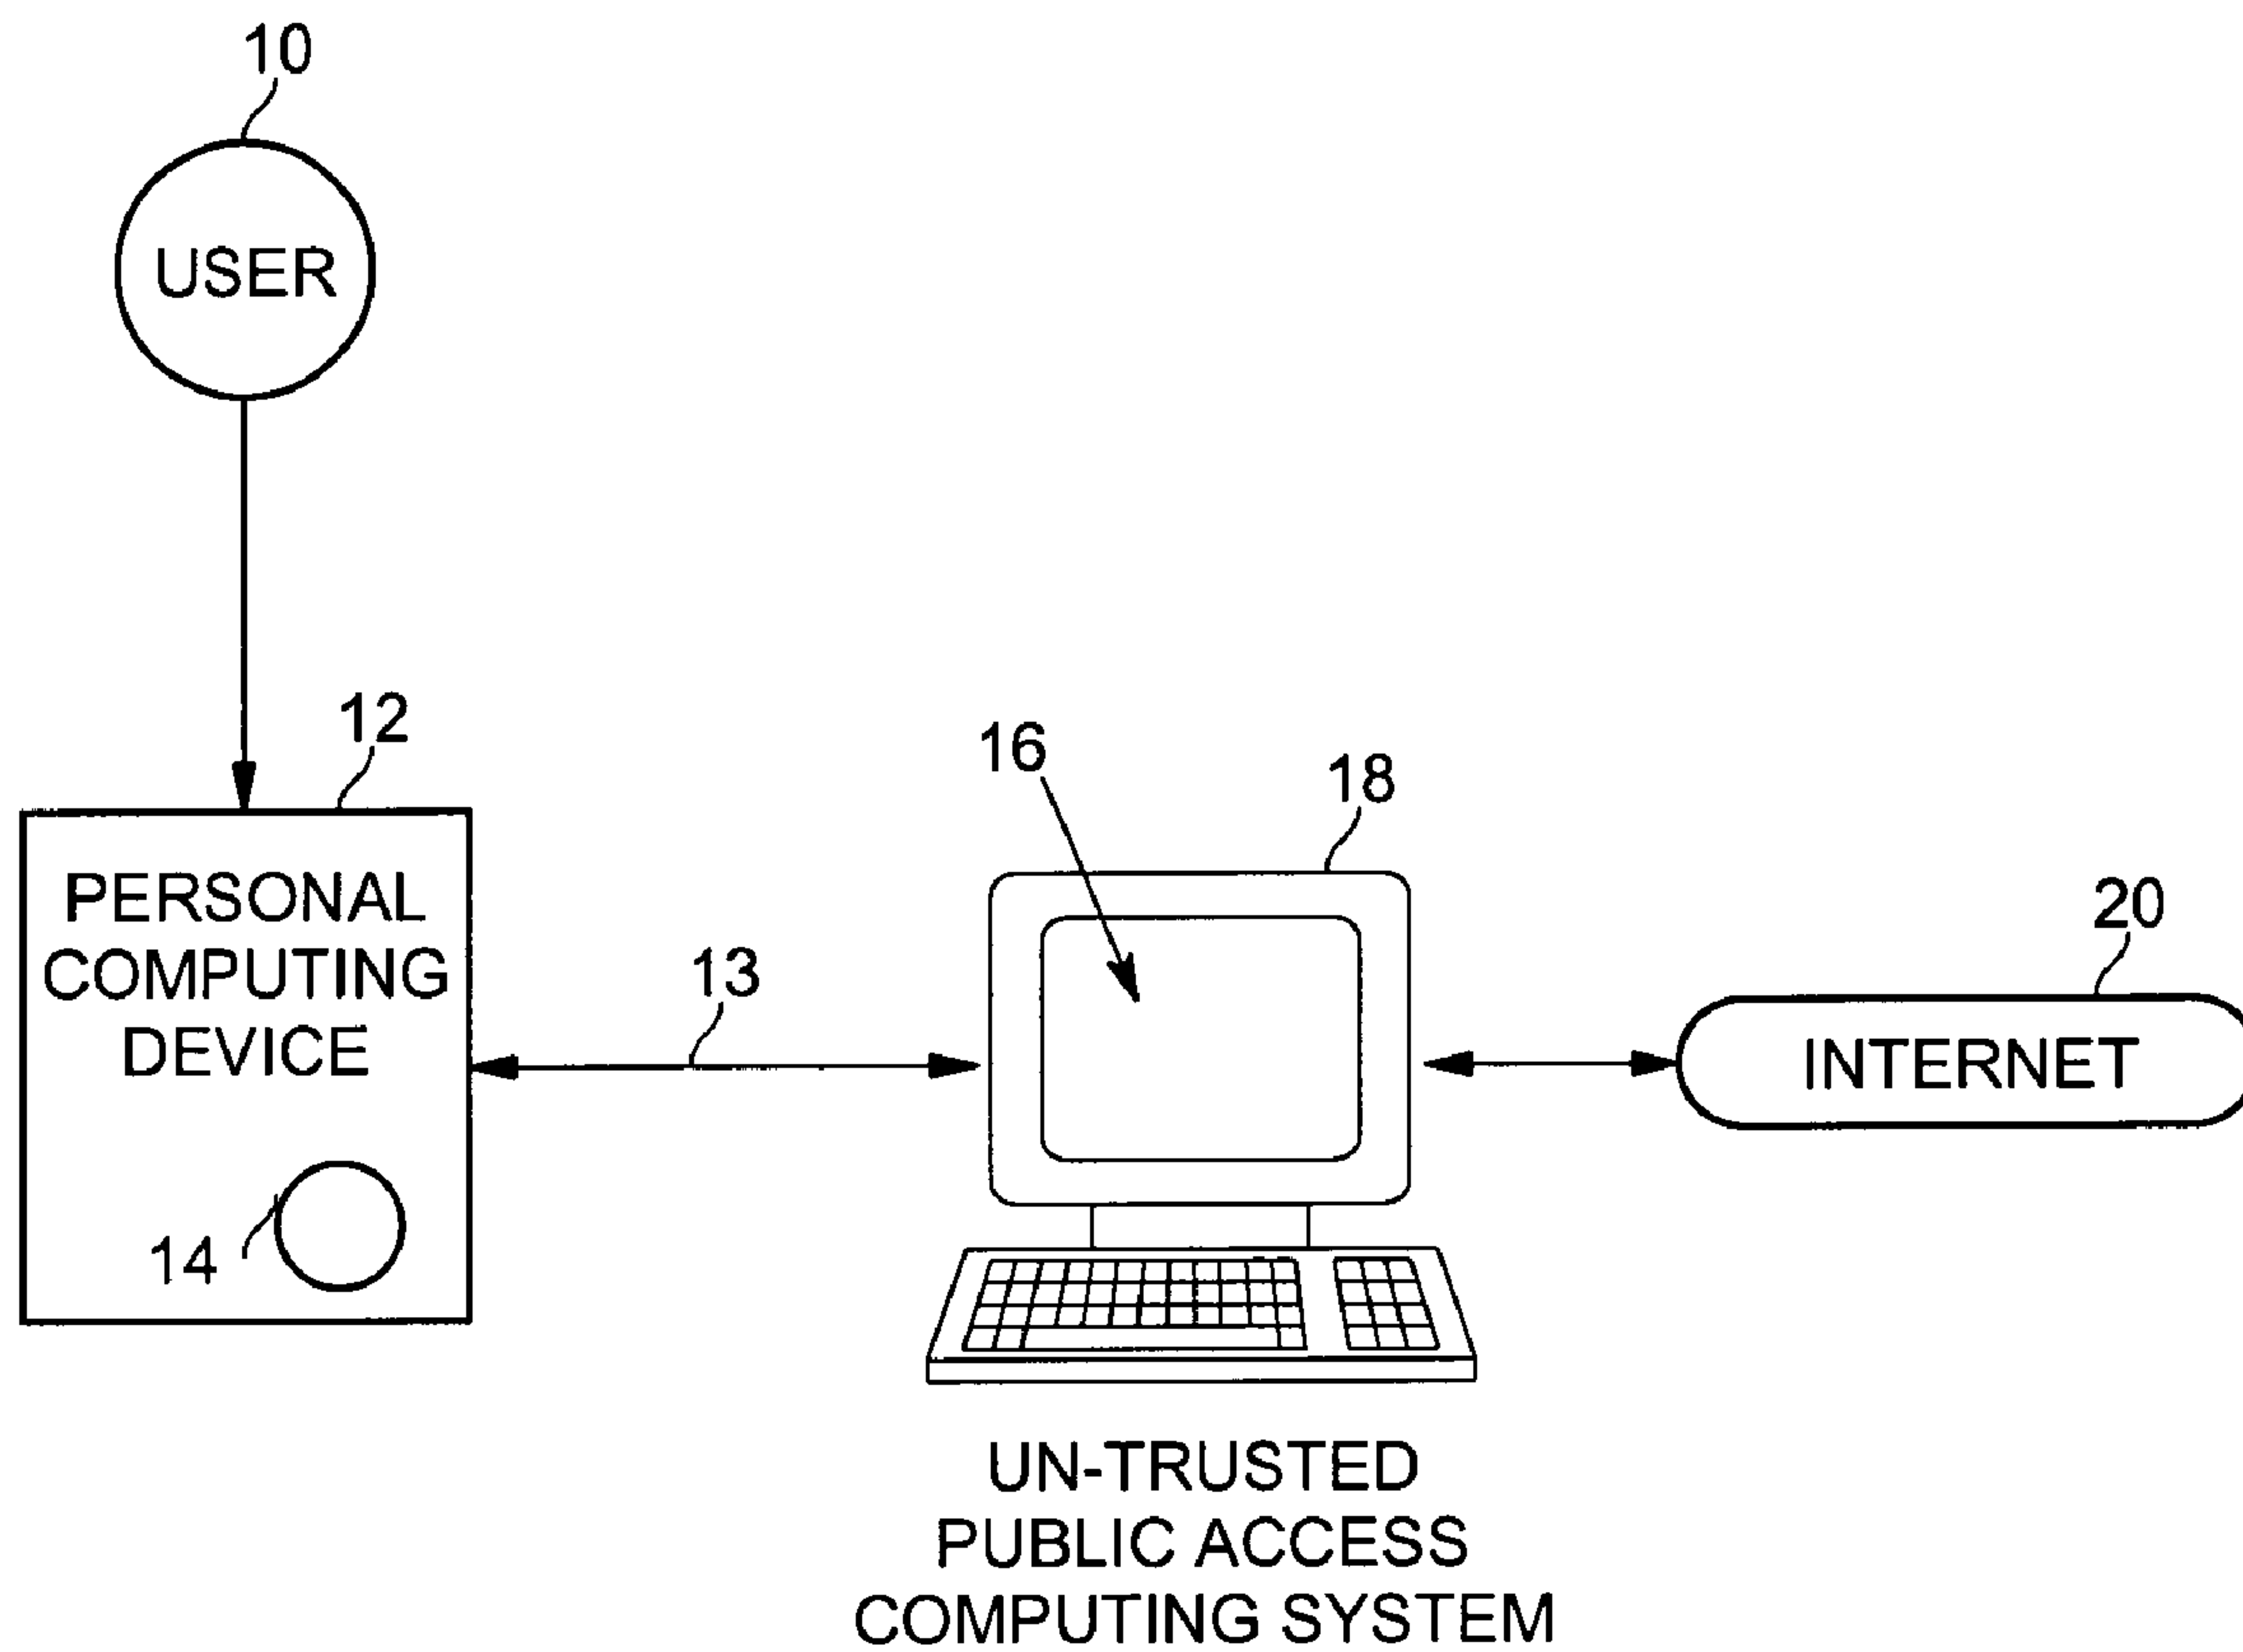 10
USER
12
PERSONAL
COMPUTING
DEVICE
14
13
16
18
20
INTERNET
UN-TRUSTED
PUBLIC ACCESS
COMPUTING SYSTEM